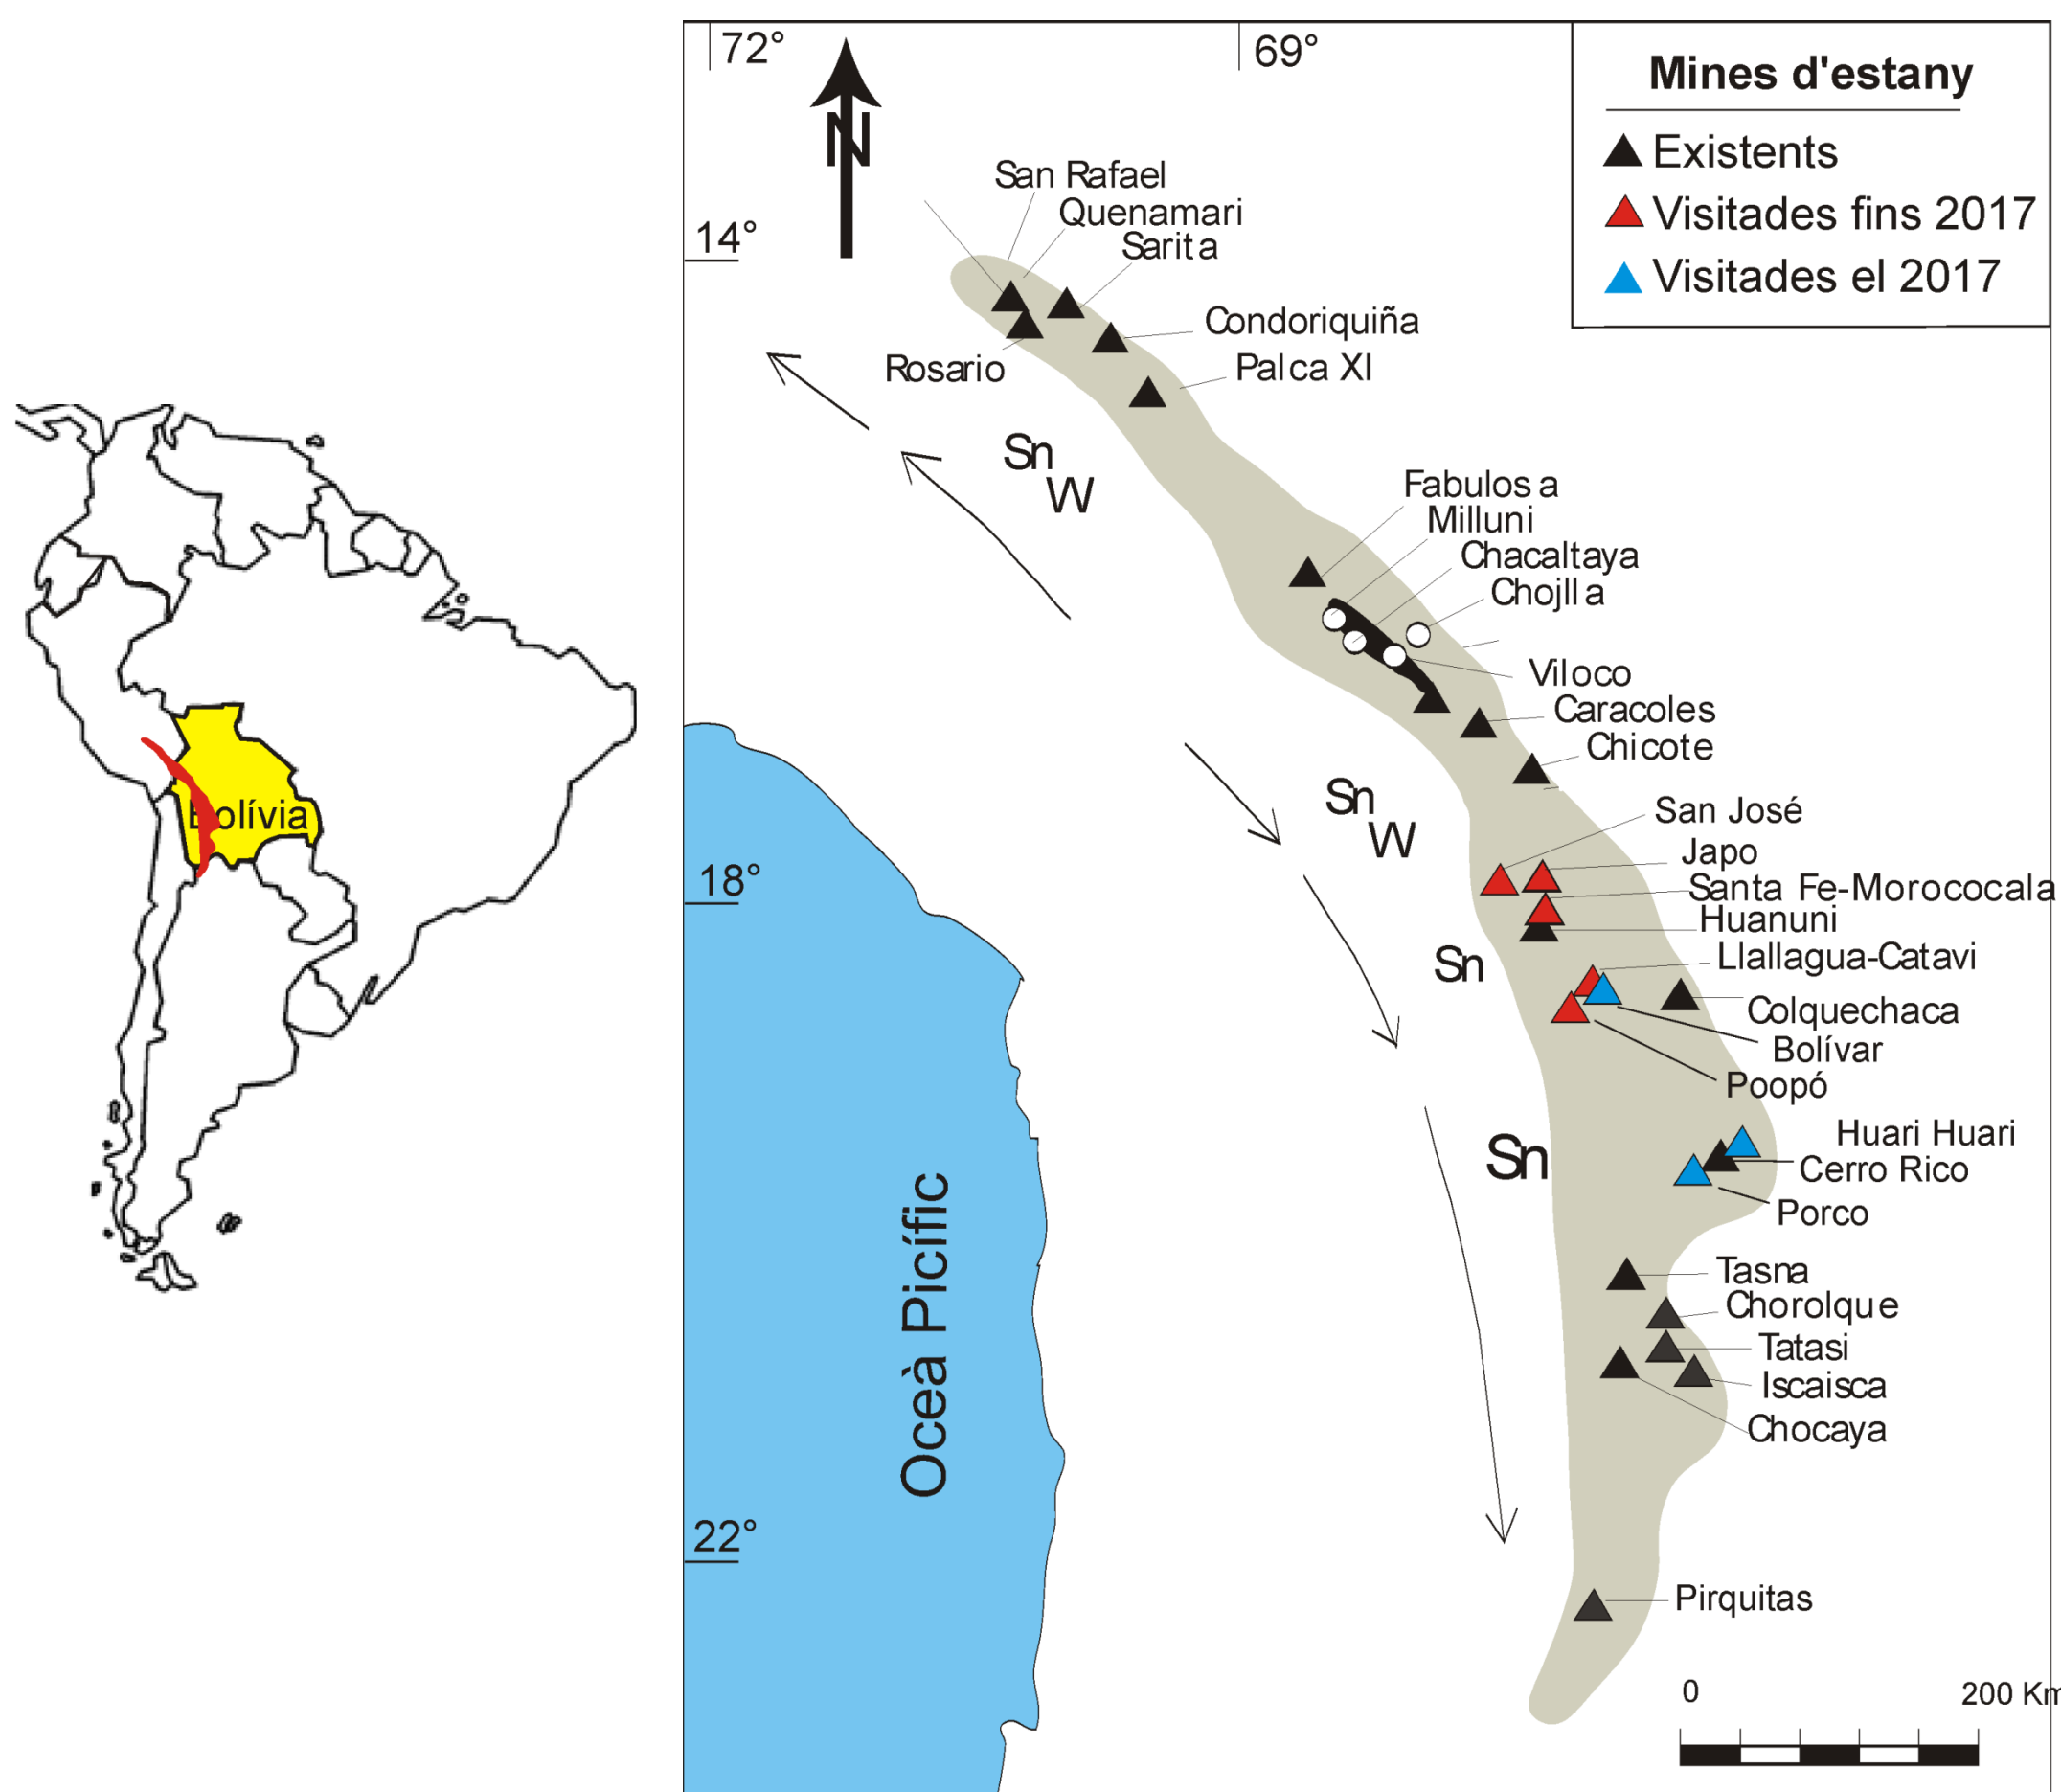 72°
69°
Mines d'estany
Existents
Visitades fins 2017
Visitades el 2017
N
San Rafael
Quenamari
Sarita
14°
Condoriquiña
Rosario
Palca XI
Sn
W
Fabulosa
Milluni
Chacaltaya
Chojlla
Viloco
Caracoles
Chicote
Bolívia
Sn
W
San José
Japo
18°
Santa Fe-Morococala
Huanuni
Sn
Llallagua-Catavi
Colquechaca
Bolívar
Poopó
Huari Huari
Sn
Cerro Rico
Porco
Oceà Picífic
Tasna
Chorolque
Tatasi
Iscaisca
Chocaya
22°
Pirquitas
0
200 Km